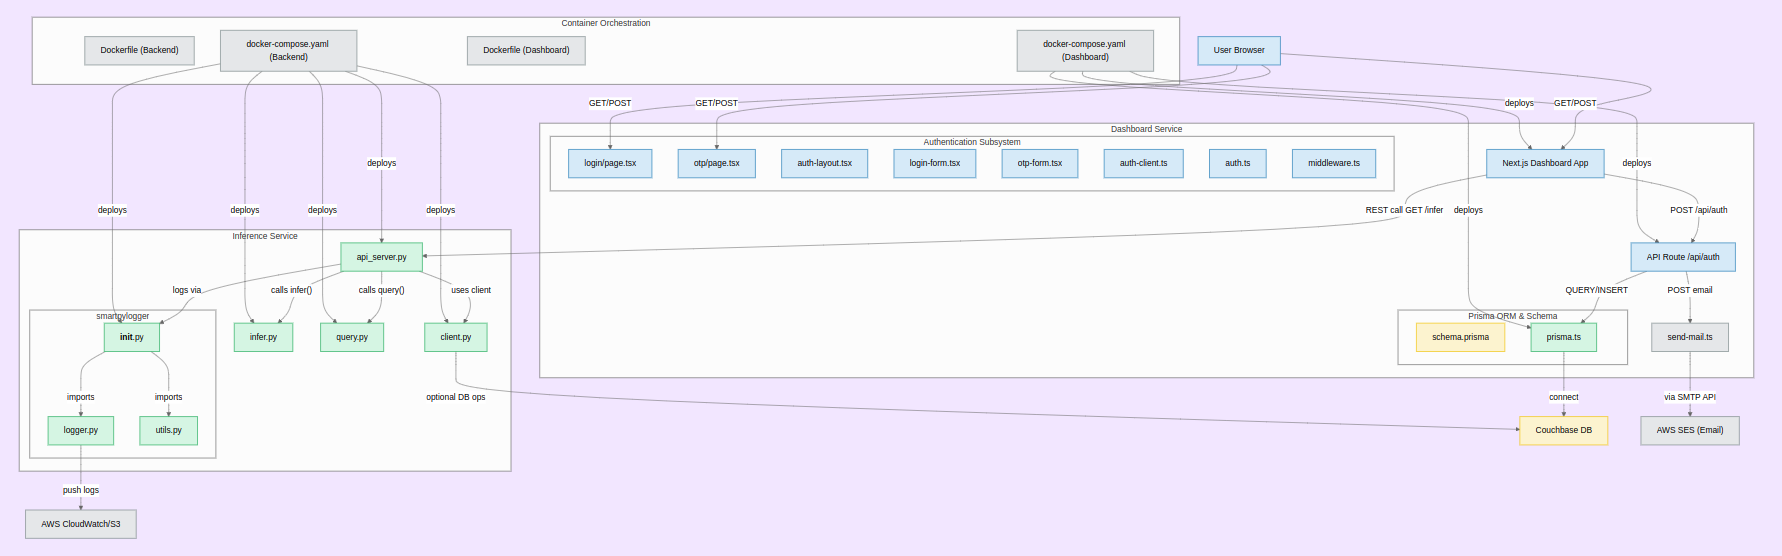 Container Orchestration
Dockerfile (Backend)
docker-compose.yaml
(Backend)
Dockerfile (Dashboard)
docker-compose.yaml
(Dashboard)
User Browser
GET/POST
GET/POST
deploys
GET/POST
Dashboard Service
Authentication Subsystem
login/page.tsx
otp/page.tsx
auth-layout.tsx
login-form.tsx
otp-form.tsx
auth-client.ts
auth.ts
middleware.ts
Next.js Dashboard App
deploys
deploys
deploys
deploys
deploys
deploys
REST call GET /infer
deploys
POST /api/auth
Inference Service
api_server.py
API Route /api/auth
logs via
calls infer()
calls query()
uses client
QUERY/INSERT
POST email
smartpylogger
Prisma ORM & Schema
init.py
infer.py
query.py
client.py
schema.prisma
prisma.ts
send-mail.ts
imports
imports
optional DB ops
connect
via SMTP API
logger.py
utils.py
Couchbase DB
AWS SES (Email)
push logs
AWS CloudWatch/S3